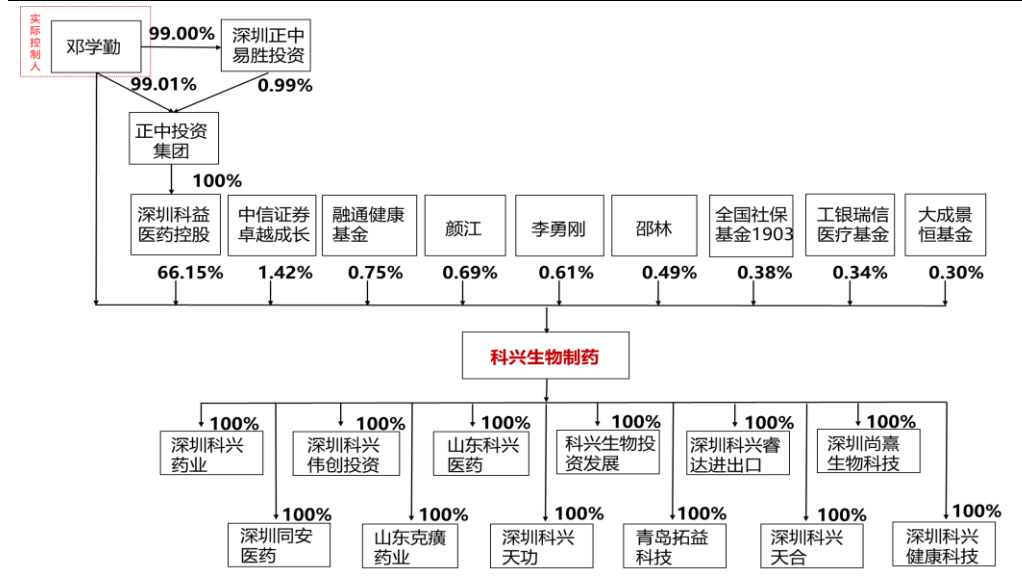 实际控制人
邓学勤
99.00%
深圳正中
易胜投资
99.01%
0.99%
正中投资
集团
100%
深圳科益
医药控股
中信证券
卓越成长
融通健康
基金
颜江
李勇刚
邵林
全国社保
基金1903
工银瑞信
医疗基金
大成景
恒基金
66.15%
1.42%
0.75%
0.69%
0.61%
0.49%
0.38%
0.34%
0.30%
科兴生物制药
100%
深圳科兴
药业
100%
深圳科兴
伟创投资
100%
山东科兴
医药
100%
科兴生物投
资发展
100%
深圳科兴睿
达进出口
100%
深圳尚熹
生物科技
100%
深圳同安
医药
100%
山东克癀
药业
100%
深圳科兴
天功
100%
青岛拓益
科技
100%
深圳科兴
天合
100%
深圳科兴
健康科技